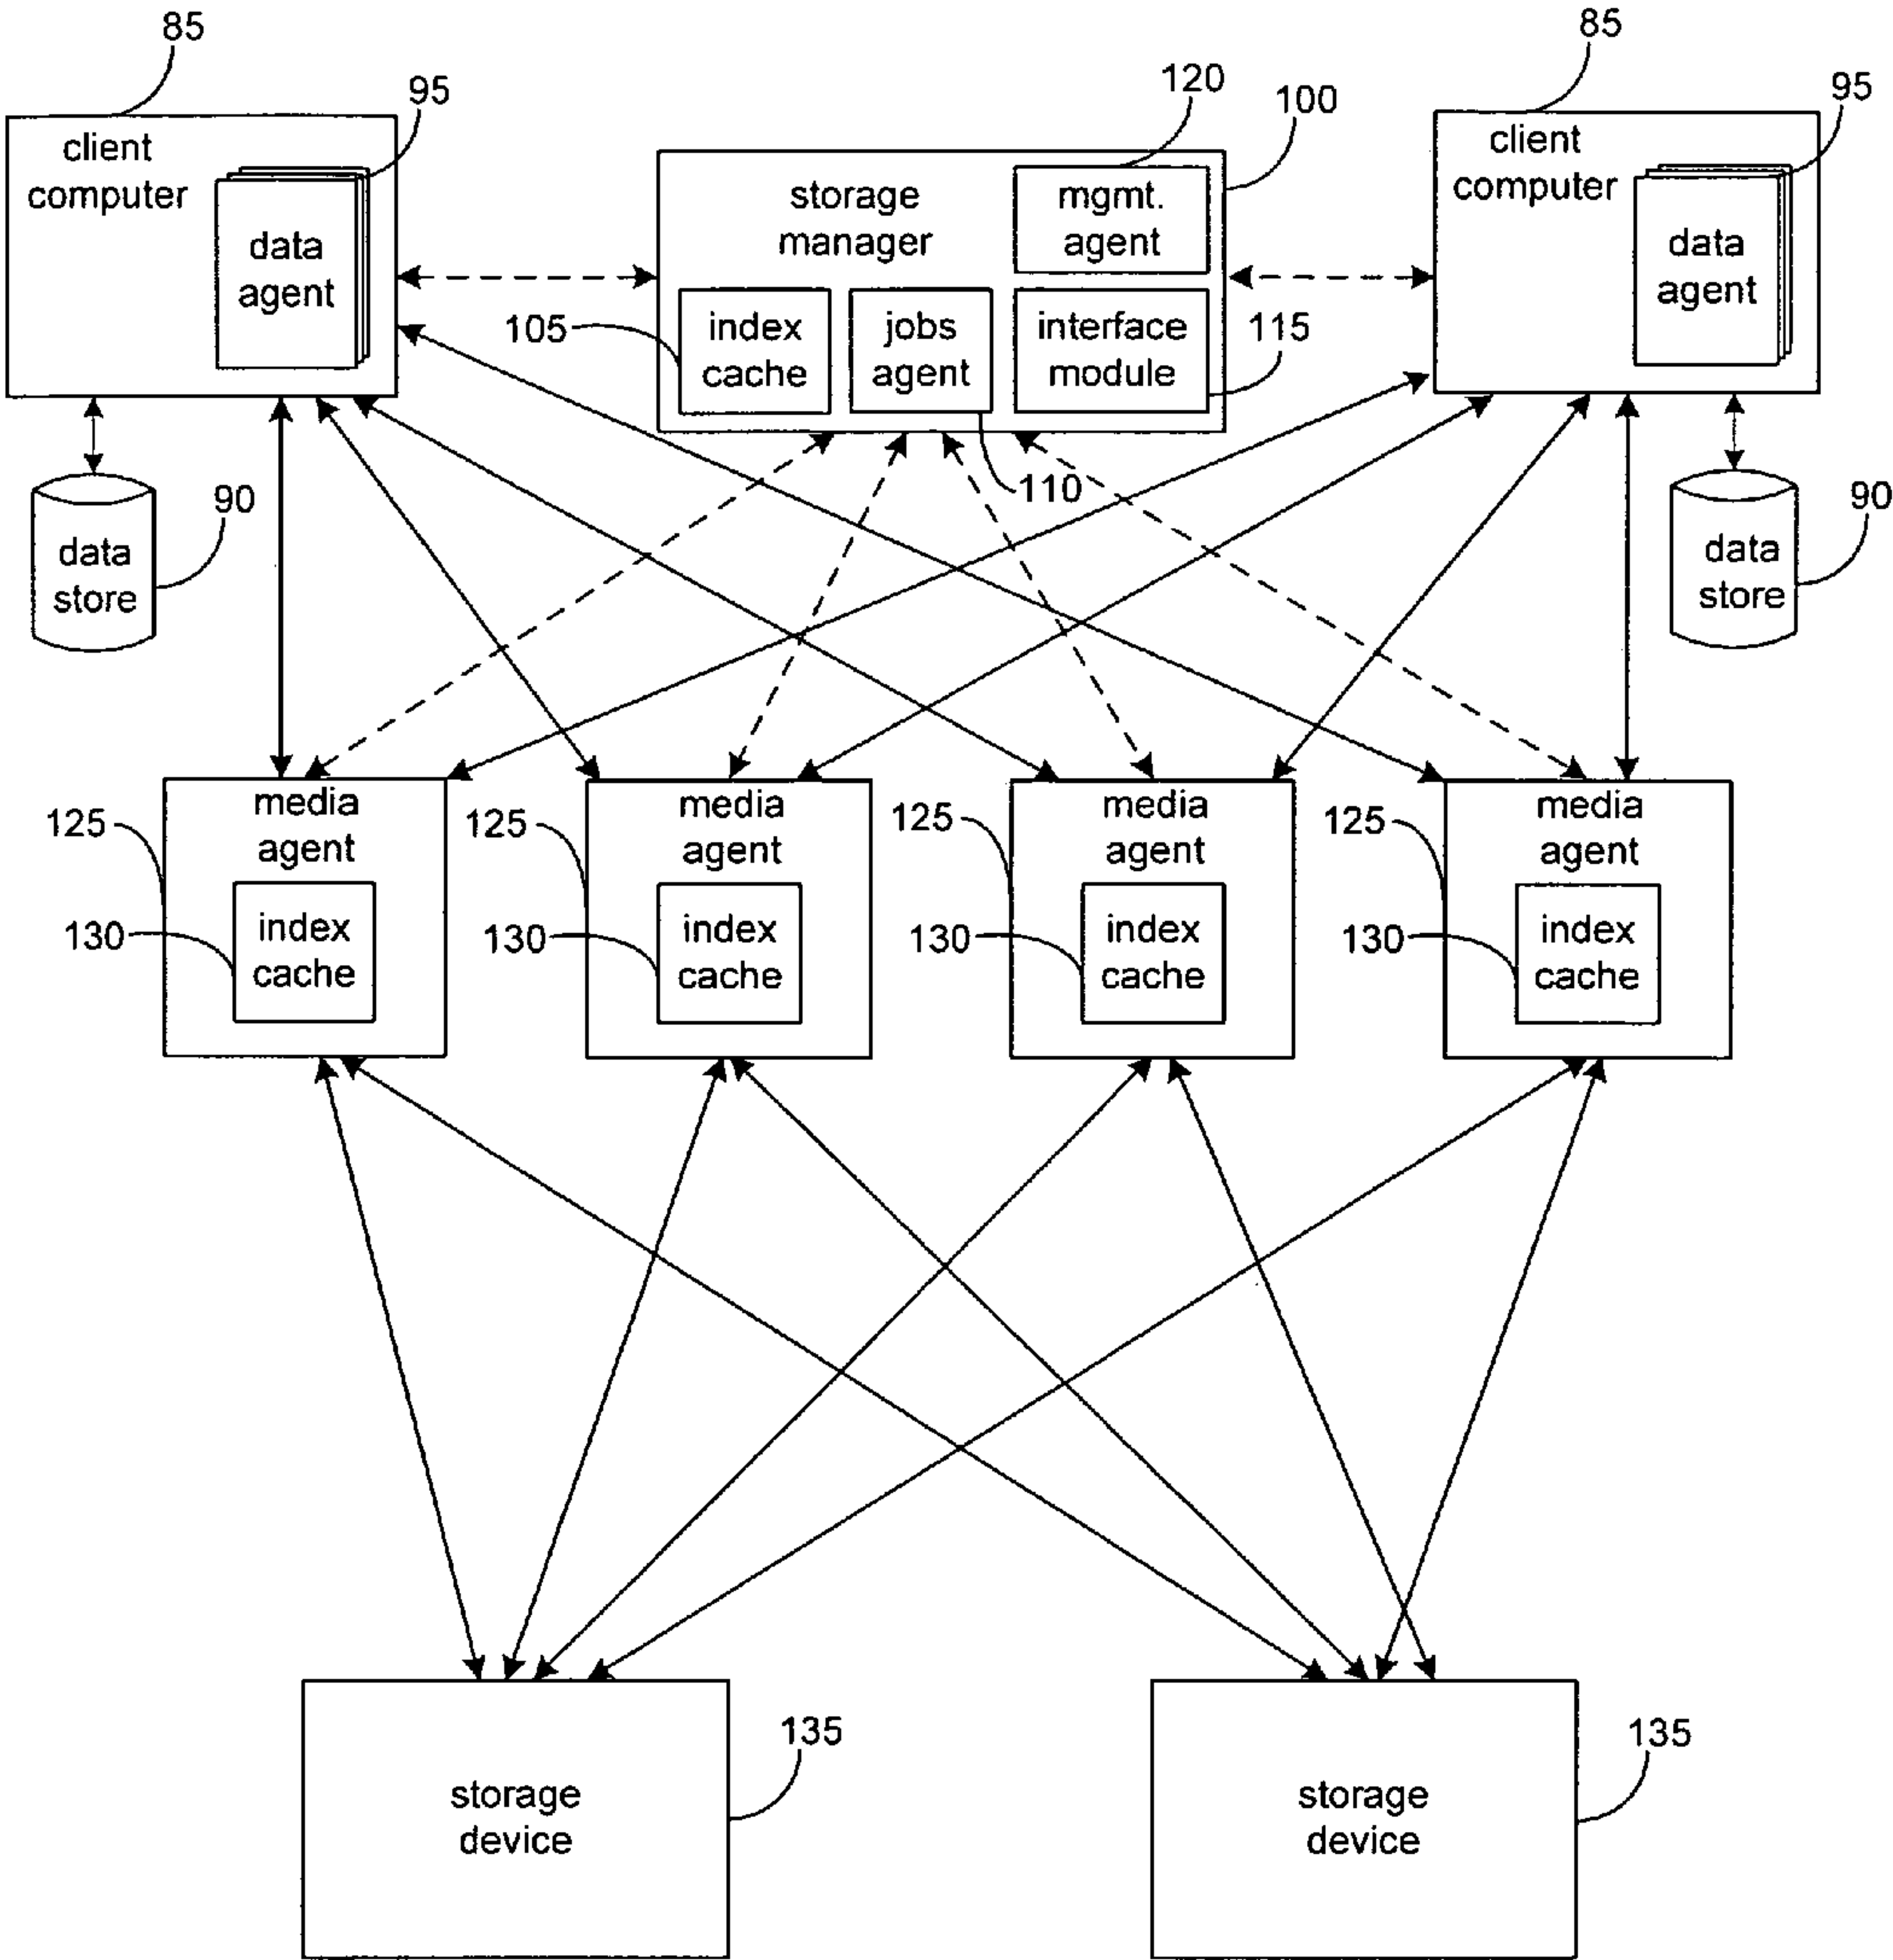 85
85
95
120
100
95
client
computer
data
agent
storage
manager
mgmt.
agent
client
computer
data
agent
105
index
cache
jobs
agent
interface
module
115
110
90
data
store
90
data
store
125
media
agent
130
index
cache
125
media
agent
130
index
cache
125
media
agent
130
index
cache
125
media
agent
130
index
cache
135
storage
device
135
storage
device